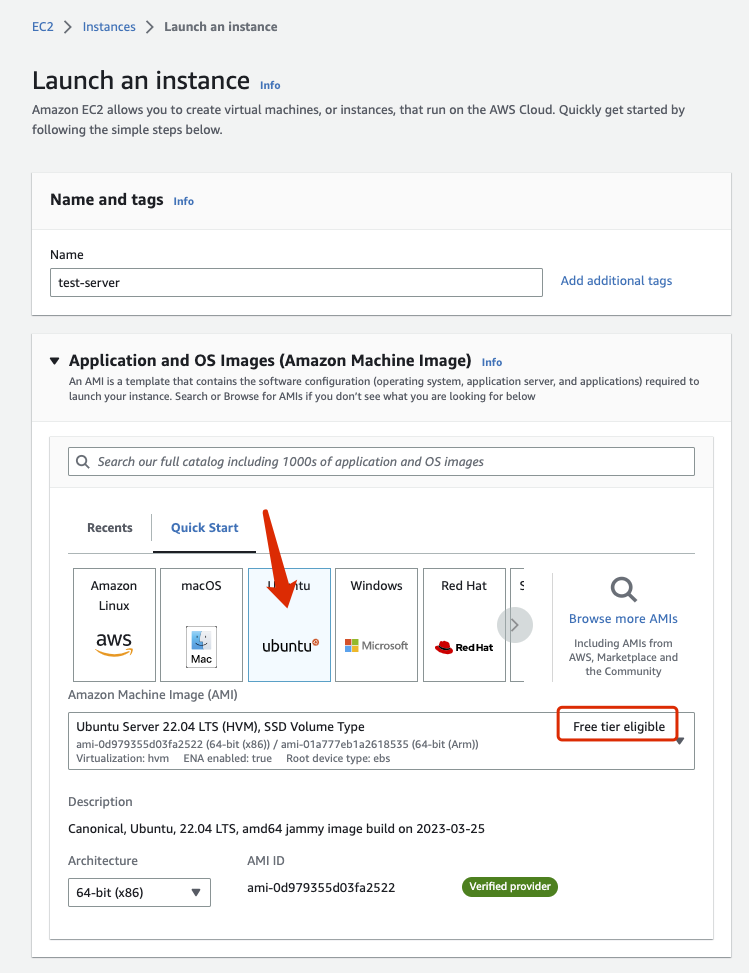 EC2 > Instances > Launch an instance
Launch an instance Info
Amazon EC2 allows you to create virtual machines, or instances, that run on the AWS Cloud. Quickly get started by
following the simple steps below.
Name and tags Info
Name
test-server
Add additional tags
Application and OS Images (Amazon Machine Image) Info
An AMI is a template that contains the software configuration (operating system, application server, and applications) required to
launch your instance. Search or Browse for AMIs if you don't see what you are looking for below
Search our full catalog including 1000s of application and OS images
Recents
Quick Start
Amazon
Linux
aws
macOS
Mac
ubuntu
Windows
Microsoft
Red Hat
RedHat
S
Browse more AMIs
Including AMIs from
AWS, Marketplace and
the Community
Amazon Machine Image (AMI)
Ubuntu Server 22.04 LTS (HVM), SSD Volume Type
Free tier eligible
ami-0d979355d03fa2522 (64-bit (x86)) / ami-01a777eb1a2618535 (64-bit (Arm))
Virtualization: hvm ENA enabled: true Root device type: ebs
Description
Canonical, Ubuntu, 22.04 LTS, amd64 jammy image build on 2023-03-25
Architecture
AMI ID
64-bit (x86)
ami-0d979355d03fa2522
Verified provider